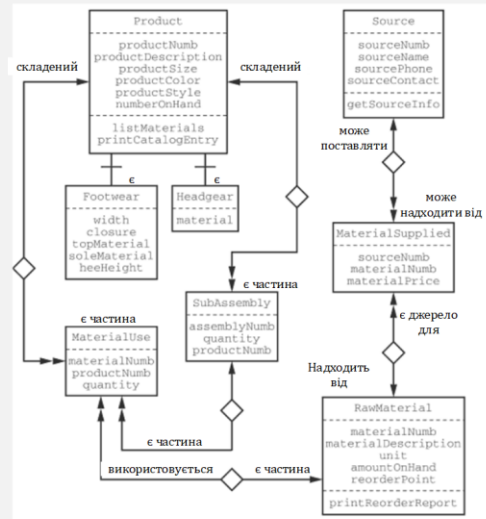 Product
productNumb
productDescription
productSize
productColor
productStyle
numberOnHand
listMaterials
printCatalogEntry
складений
складений
Source
sourceNumb
sourceName
sourcePhone
sourceContact
getSourceInfo
може
поставляти
є
є
Footwear
width
closure
topMaterial
soleMaterial
heeHeight
Headgear
material
може
надходити від
MaterialSupplied
sourceNumb
materialNumb
materialPrice
є частина
SubAssembly
assemblyNumb
quantity
productNumb
є джерело
для
є частина
MaterialUse
materialNumb
productNumb
quantity
Надходить
від
RawMaterial
materialNumb
materialDescription
unit
amountOnHand
reorderPoint
printReorderReport
є частина
використовується
є частина